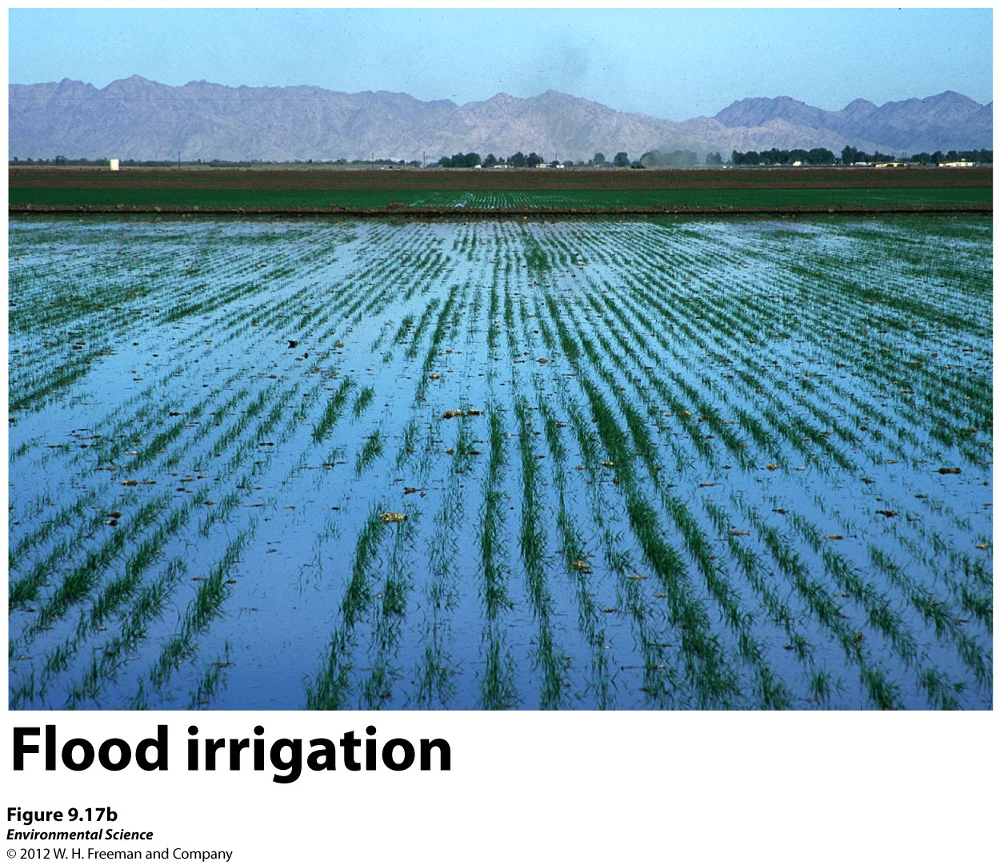 Flood irrigation
Figure 9.17b
Environmental Science
© 2012 W. H. Freeman and Company